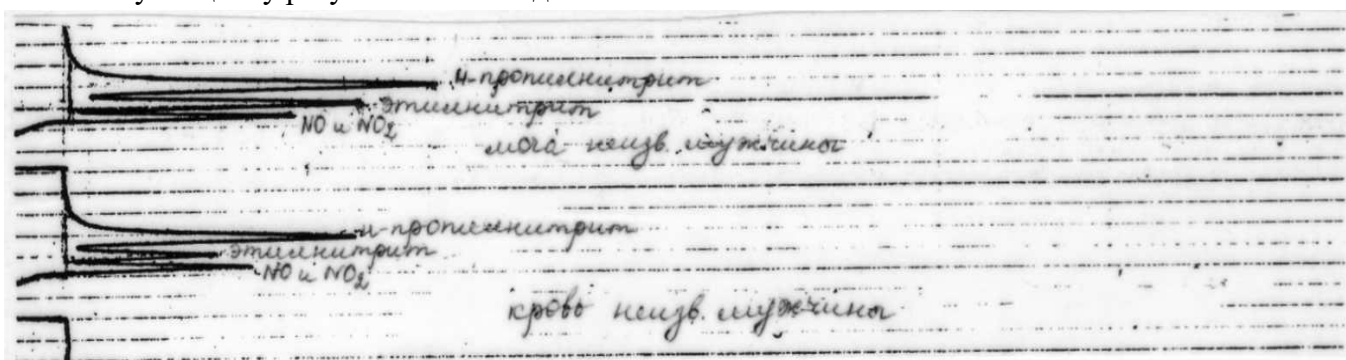 н-пропилнитрит
этилнитрит
NO и NO2
моча неизв. мужчины
н-пропилнитрит
этилнитрит
NO и NO2
кровь неизв. мужчины